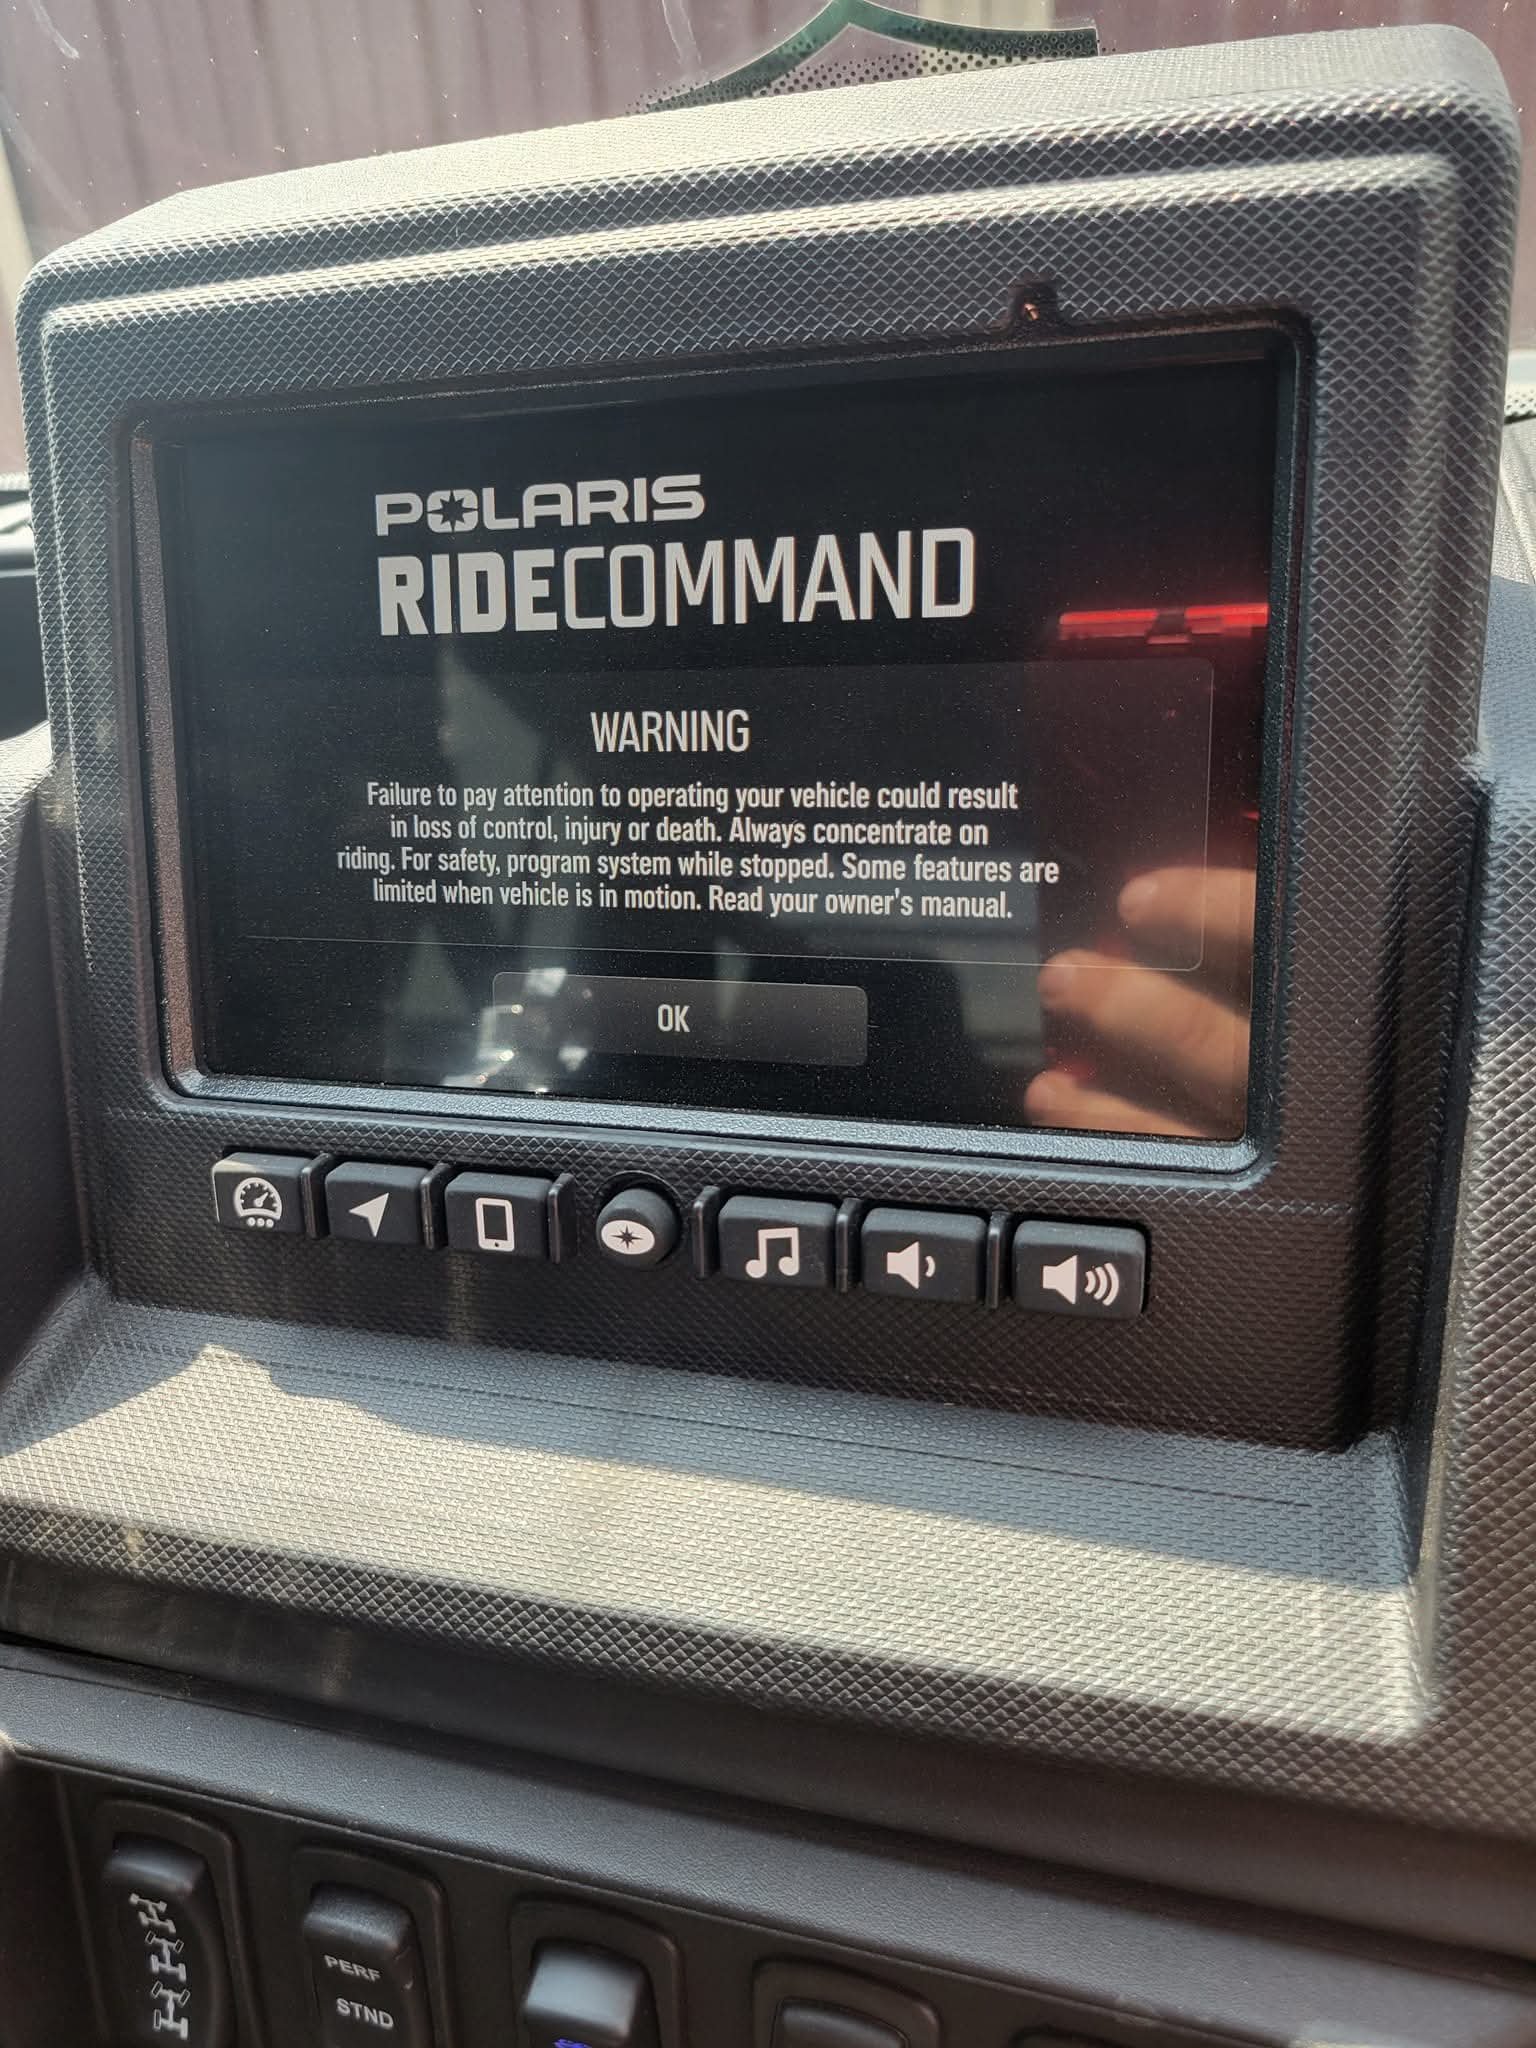 POLARIS
RIDECOMMAND
WARNING
Failure to pay attention to operating your vehicle could result
in loss of control, injury or death. Always concentrate on
riding. For safety, program system while stopped. Some features are
limited when vehicle is in motion. Read your owner's manual.
OK
PERF
STND